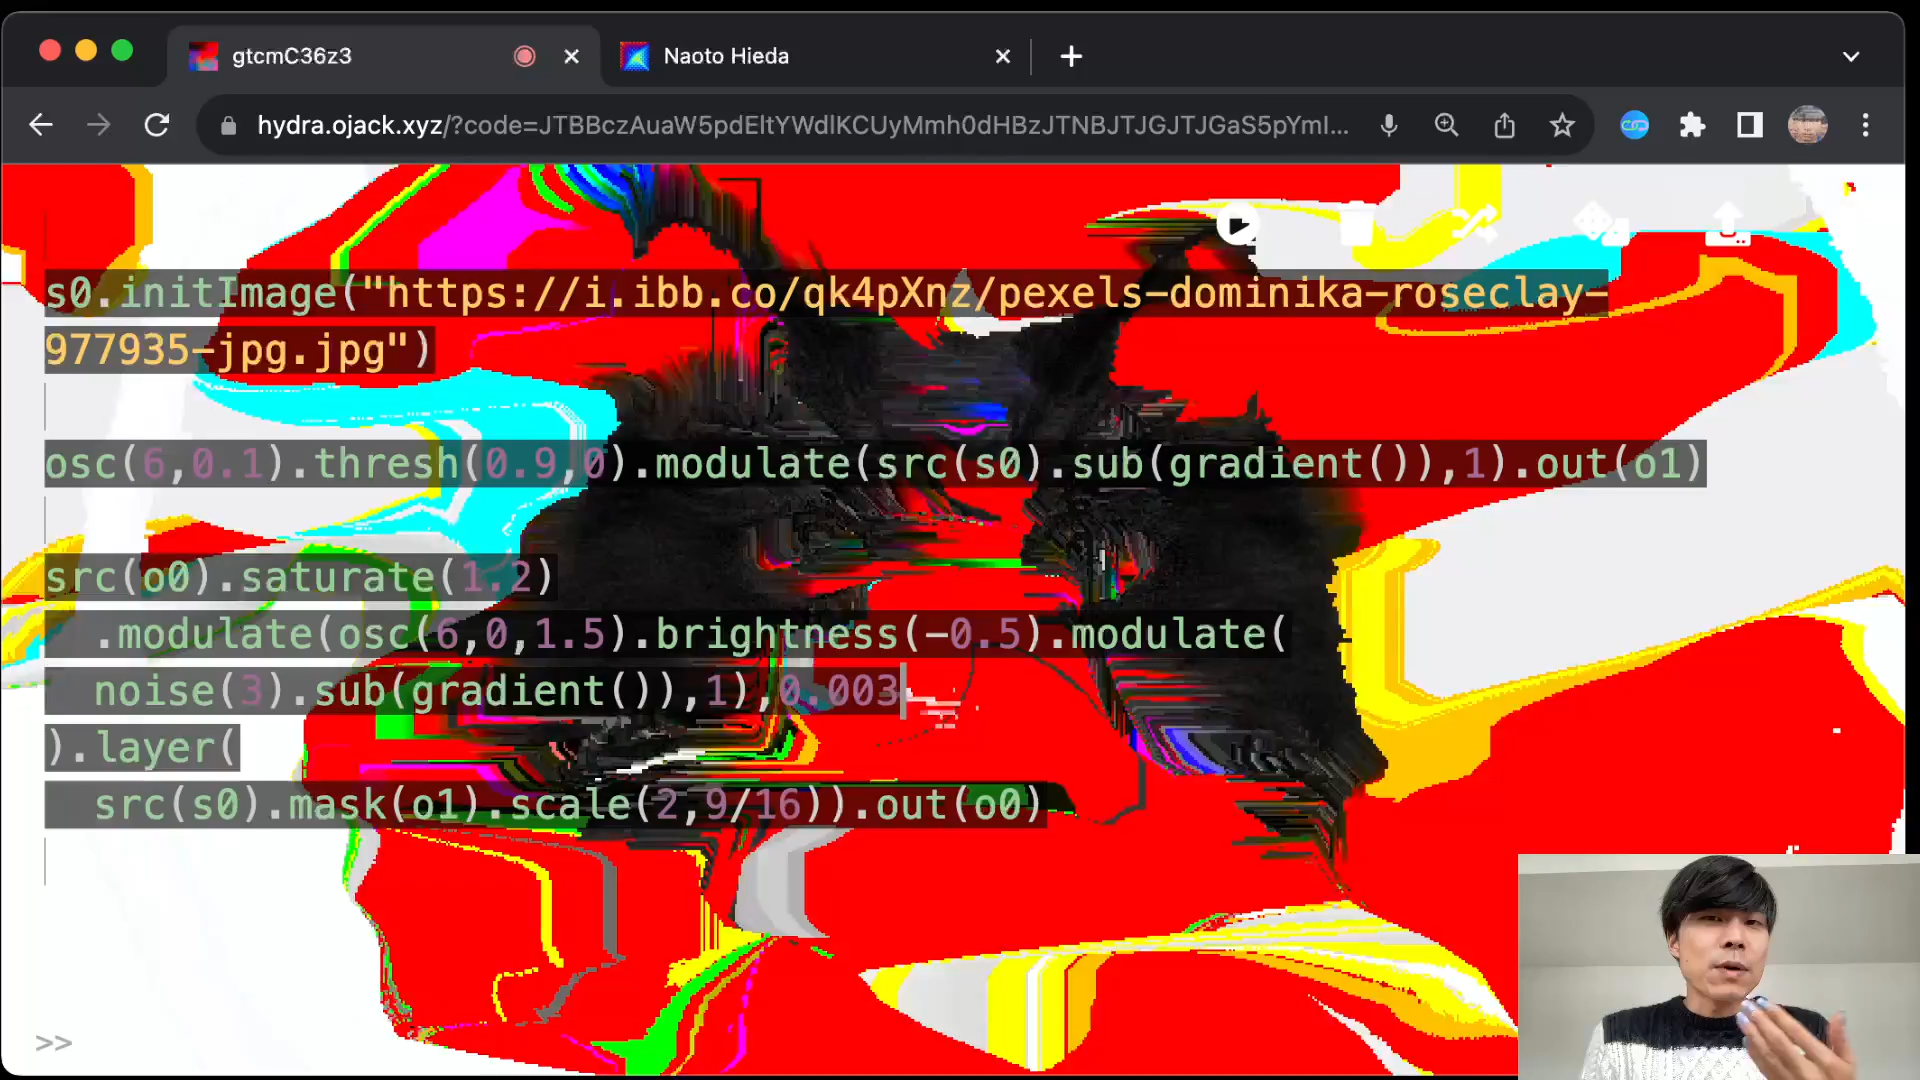 gtcmC36z3
Naoto Hieda
hydra.ojack.xyz/?code=JTBBczAuaW5pdEltYWdlKCUyMmh0dHBzJTNBJTJGJTJGaS5pYmI...
s0.initImage("https://i.ibb.co/qk4pXnz/pexels-dominika-roseclay-
977935-jpg.jpg")
osc(6,0.1).thresh(0.9,0).modulate(src(s0).sub(gradient()),1).out(o1)
src(o0).saturate(1.2)
.modulate(osc(6,0,1.5).brightness(-0.5).modulate(
noise(3).sub(gradient()),1),0.003
).layer(
src(s0).mask(o1).scale(2,9/16)).out(o0)
>>